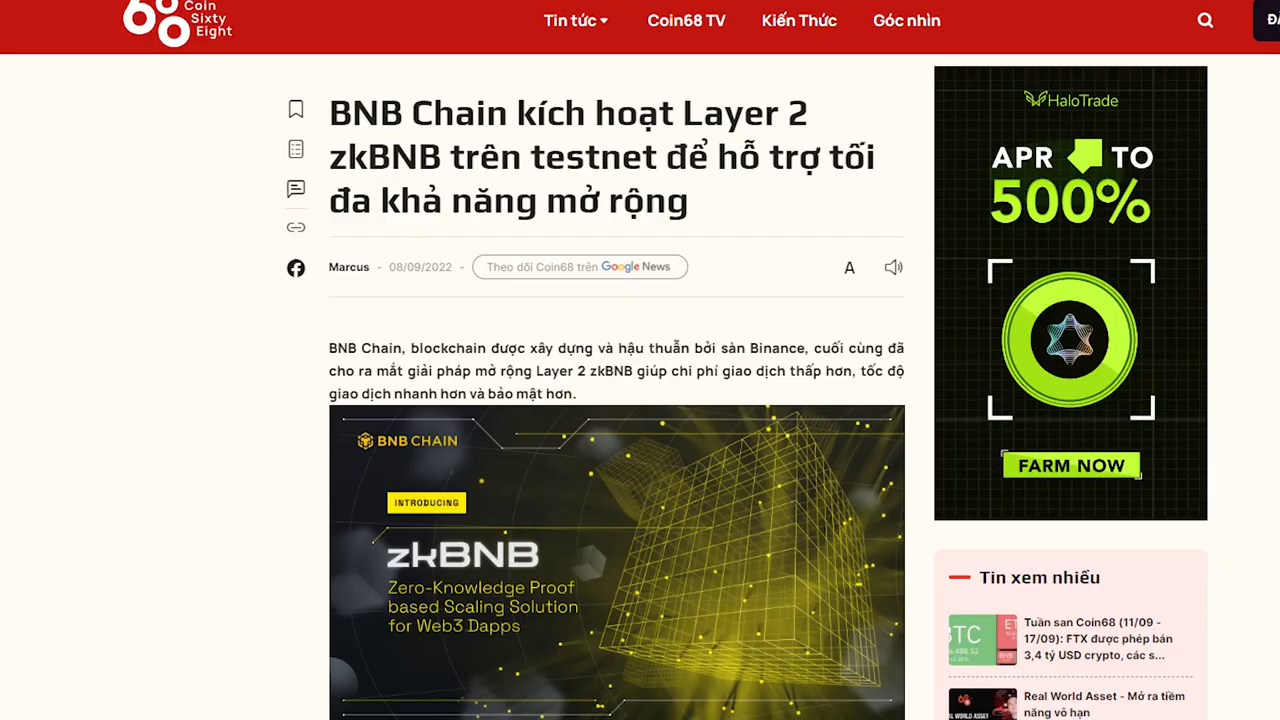 Coin
Sixty
Eight
Tin tức
Coin68 TV
Kiến Thức
Góc nhìn
BNB Chain kích hoạt Layer 2
zkBNB trên testnet để hỗ trợ tối
đa khả năng mở rộng
Marcus - 08/09/2022 -
Theo dõi Coin68 trên Google News
A
BNB Chain, blockchain được xây dựng và hậu thuẫn bởi sàn Binance, cuối cùng đã
cho ra mắt giải pháp mở rộng Layer 2 zkBNB giúp chi phí giao dịch thấp hơn, tốc độ
giao dịch nhanh hơn và bảo mật hơn.
BNB CHAIN
INTRODUCING
zkBNB
Zero-Knowledge Proof
based Scaling Solution
for Web3 Dapps
HaloTrade
APR TO
500%
FARM NOW
Tin xem nhiều
Tuần san Coin68 (11/09 -
17/09): FTX được phép bán
3,4 tỷ USD crypto, các s...
Real World Asset - Mở ra tiềm
năng vô hạn